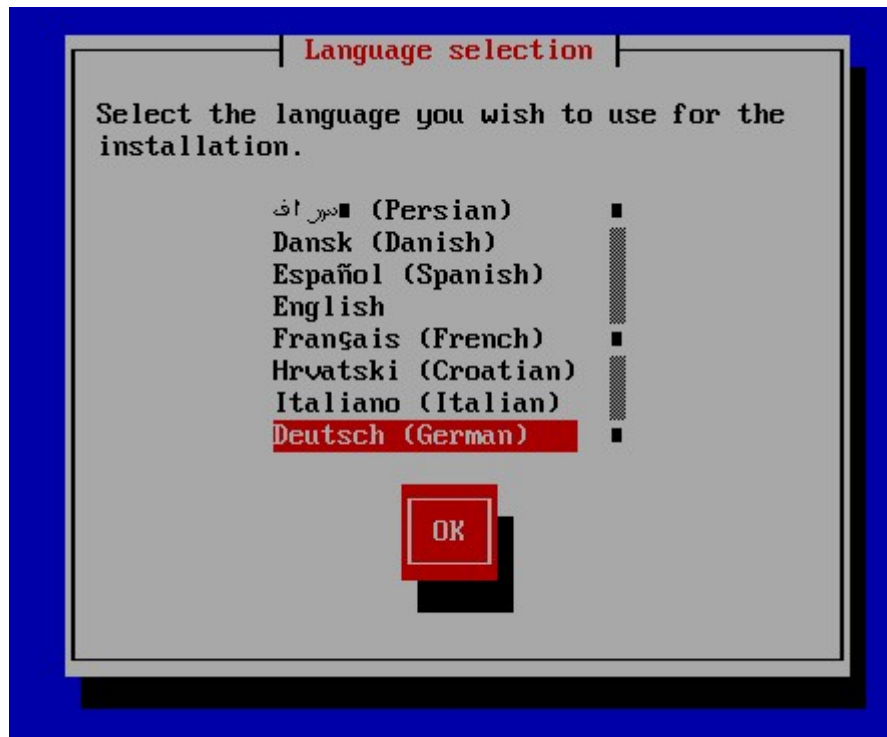 Language selection
Select the language you wish to use for the
installation.
(Persian)
Dansk (Danish)
Español (Spanish)
English
Français (French)
Hrvatski (Croatian)
Italiano (Italian)
Deutsch (German)
OK